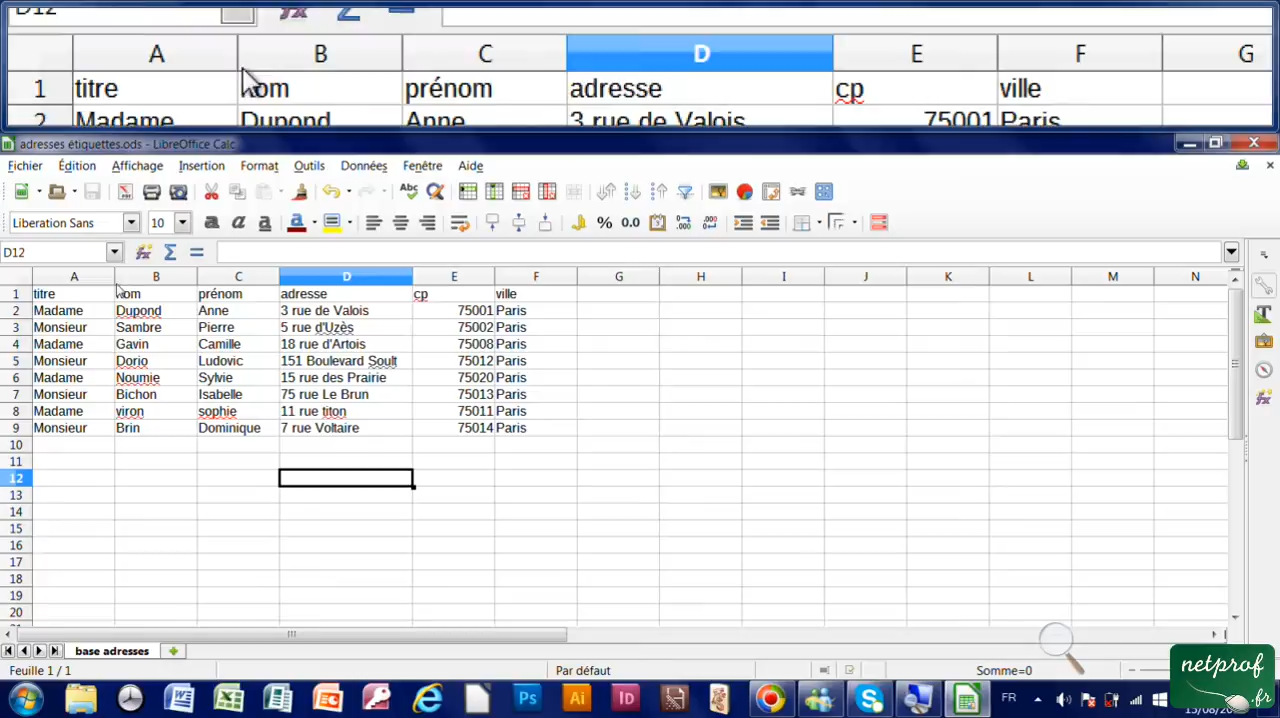 D12
A B C D E F G
1 titre nom prénom adresse cp ville
2 Madame Dupond Anne 3 rue de Valois 75001 Paris
adresses étiquettes.ods - LibreOffice Calc
Fichier Édition Affichage Insertion Format Outils Données Fenêtre Aide
Liberation Sans 10
D12
A B C D E F G H I J K L M N
1 titre nom prénom adresse cp ville
2 Madame Dupond Anne 3 rue de Valois 75001 Paris
3 Monsieur Sambre Pierre 5 rue d'Uzès 75002 Paris
4 Madame Gavin Camille 18 rue d'Artois 75008 Paris
5 Monsieur Dorio Ludovic 151 Boulevard Soult 75012 Paris
6 Madame Noumie Sylvie 15 rue des Prairie 75020 Paris
7 Monsieur Bichon Isabelle 75 rue Le Brun 75013 Paris
8 Madame viron sophie 11 rue titon 75011 Paris
9 Monsieur Brin Dominique 7 rue Voltaire 75014 Paris
10
11
12
13
14
15
16
17
18
19
20
base adresses
Feuille 1 / 1 Par défaut Somme=0
Ps Ai Id FR
netprof
.fr